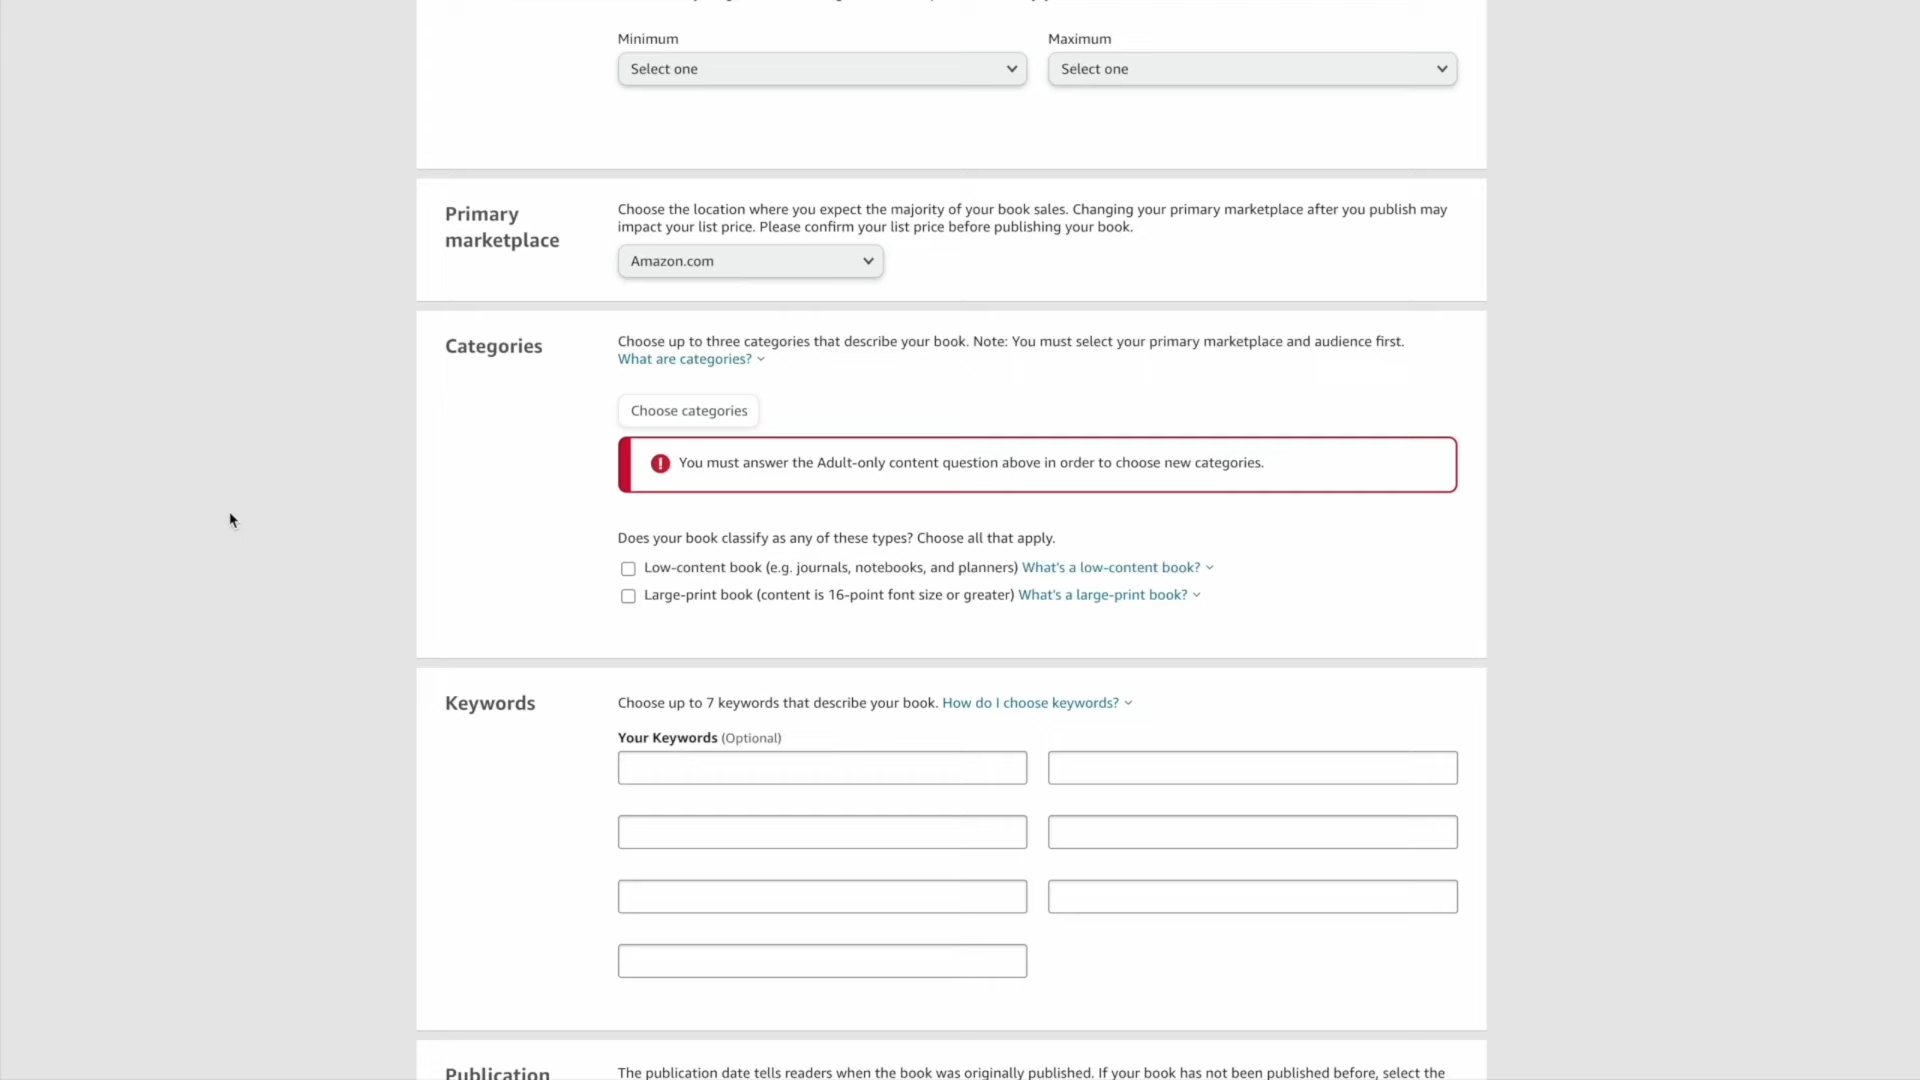 Minimum
Maximum
Select one
Select one
Primary
marketplace
Choose the location where you expect the majority of your book sales. Changing your primary marketplace after you publish may
impact your list price. Please confirm your list price before publishing your book.
Amazon.com
Categories
Choose up to three categories that describe your book. Note: You must select your primary marketplace and audience first.
What are categories?
Choose categories
You must answer the Adult-only content question above in order to choose new categories.
Does your book classify as any of these types? Choose all that apply.
Low-content book (e.g. journals, notebooks, and planners) What's a low-content book?
Large-print book (content is 16-point font size or greater) What's a large-print book?
Keywords
Choose up to 7 keywords that describe your book. How do I choose keywords?
Your Keywords (Optional)
Publication
The publication date tells readers when the book was originally published. If your book has not been published before, select the